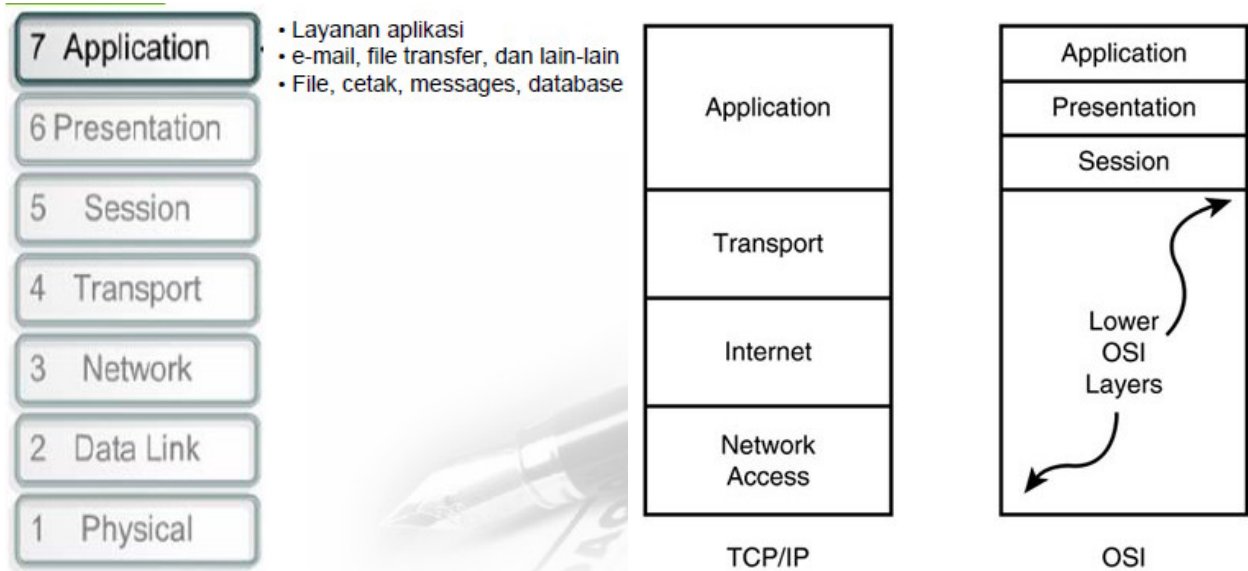 7 Application
• Layanan aplikasi
• e-mail, file transfer, dan lain-lain
• File, cetak, messages, database
6 Presentation
5 Session
4 Transport
3 Network
2 Data Link
1 Physical
Application
Transport
Internet
Network
Access
TCP/IP
Application
Presentation
Session
Lower
OSI
Layers
OSI